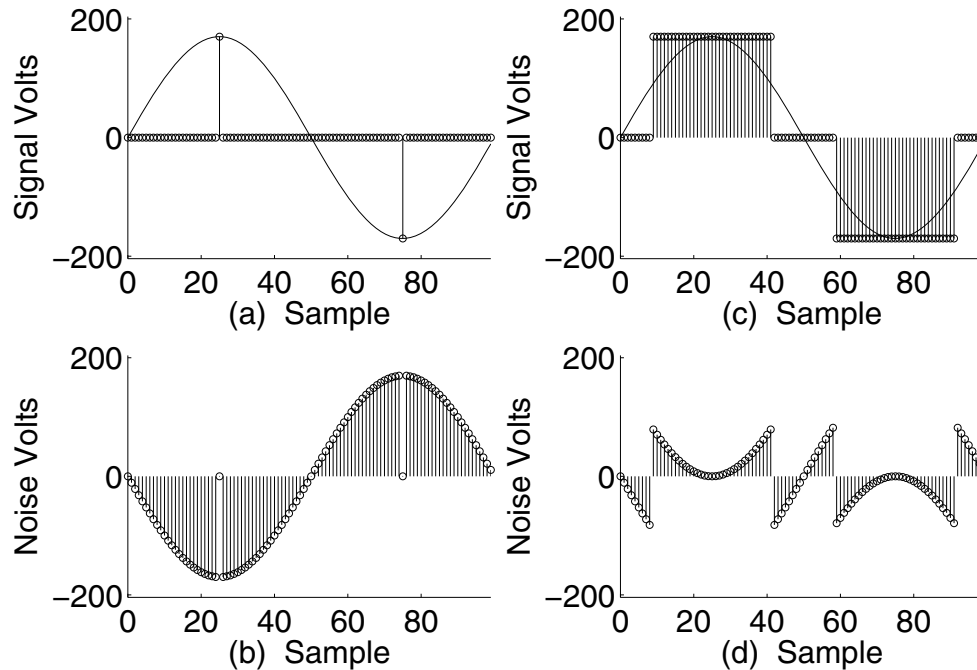 200
0
−200
Signal Volts
0 20 40 60 80
(a) Sample
200
0
−200
Signal Volts
0 20 40 60 80
(c) Sample
200
0
−200
Noise Volts
0 20 40 60 80
(b) Sample
200
0
−200
Noise Volts
0 20 40 60 80
(d) Sample